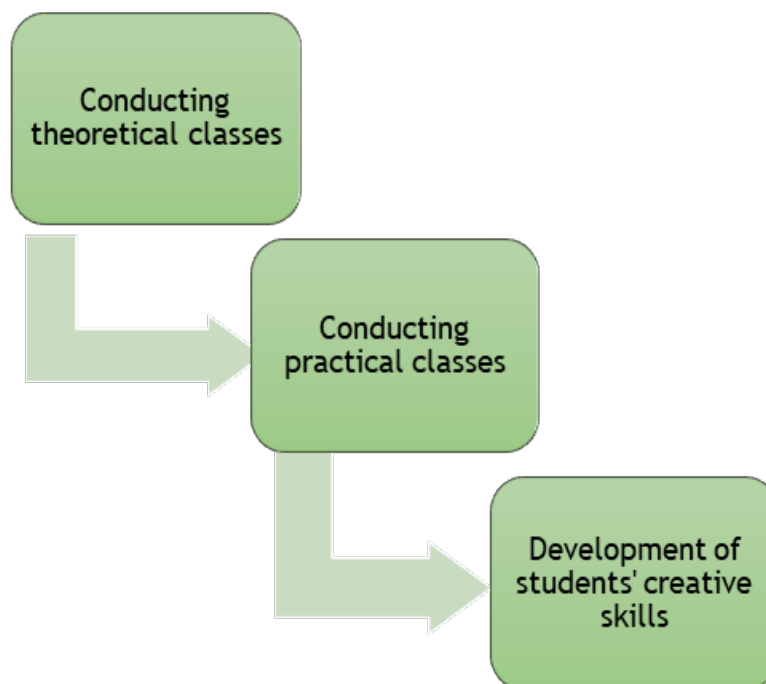 Conducting
theoretical classes
Conducting
practical classes
Development of
students' creative
skills